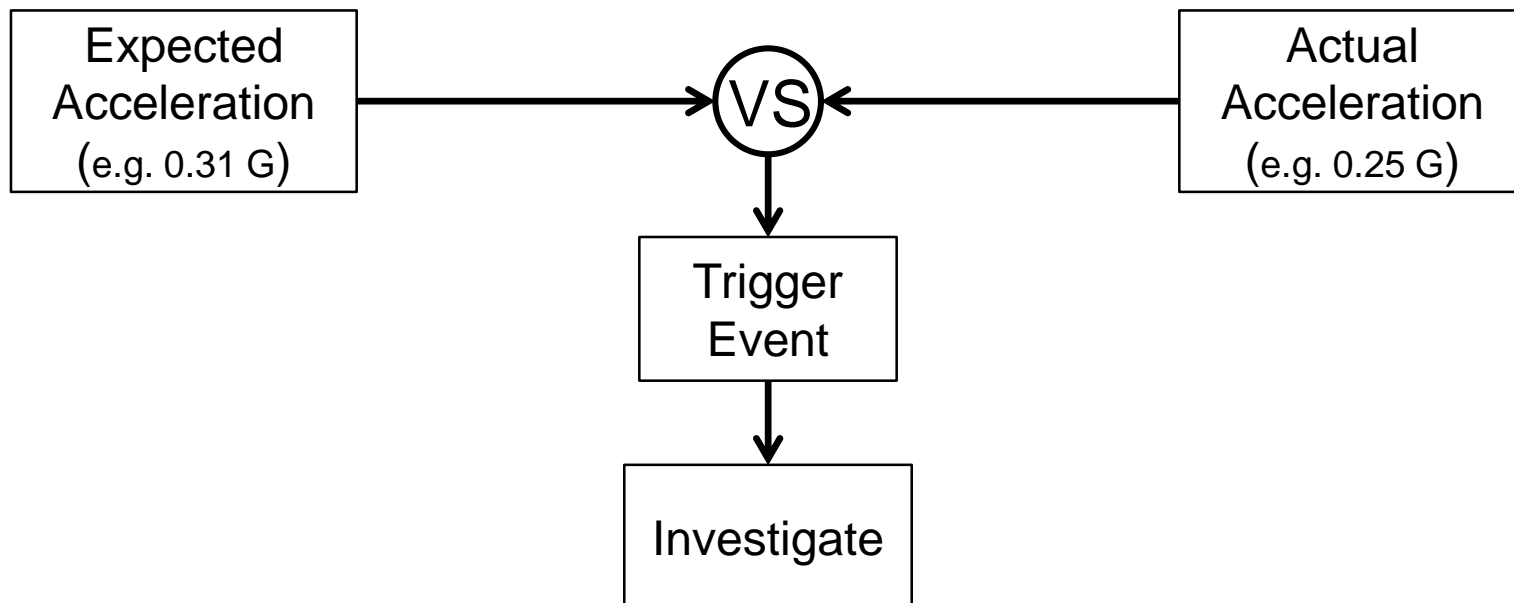 Expected
Acceleration
(e.g. 0.31 G)
VS
Actual
Acceleration
(e.g. 0.25 G)
Trigger
Event
Investigate